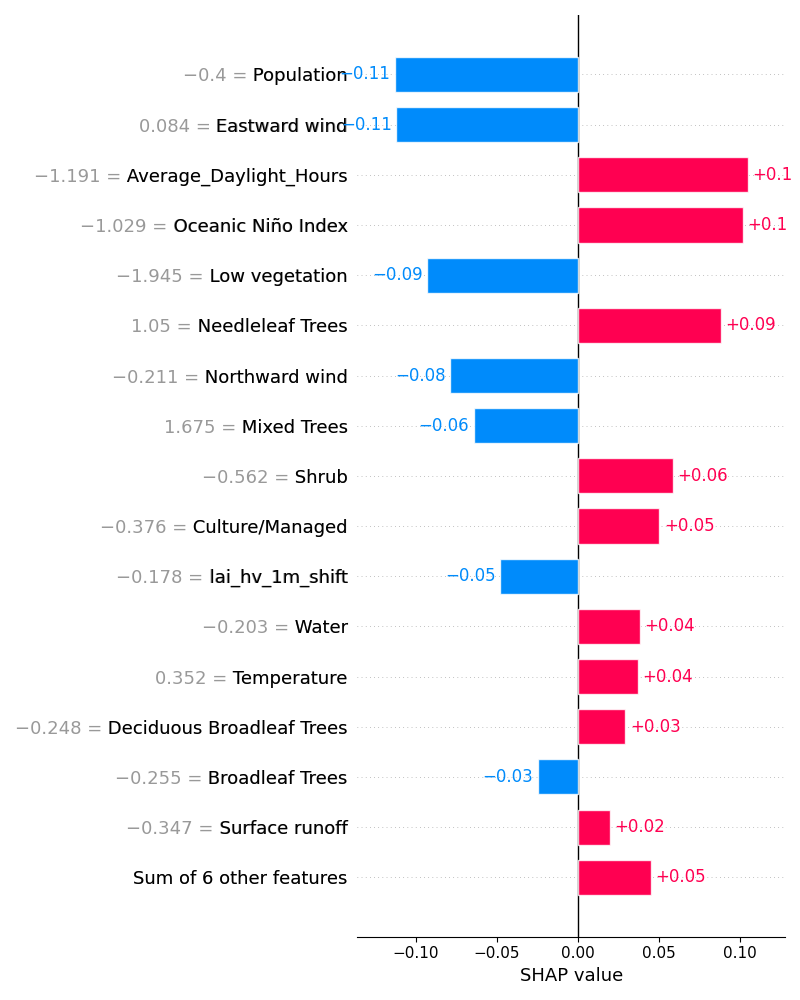 −0.4 = Population −0.11
0.084 = Eastward wind −0.11
−1.191 = Average_Daylight_Hours +0.1
−1.029 = Oceanic Niño Index +0.1
−1.945 = Low vegetation −0.09
1.05 = Needleleaf Trees +0.09
−0.211 = Northward wind −0.08
1.675 = Mixed Trees −0.06
−0.562 = Shrub +0.06
−0.376 = Culture/Managed +0.05
−0.178 = lai_hv_1m_shift −0.05
−0.203 = Water +0.04
0.352 = Temperature +0.04
−0.248 = Deciduous Broadleaf Trees +0.03
−0.255 = Broadleaf Trees −0.03
−0.347 = Surface runoff +0.02
Sum of 6 other features +0.05
−0.10 −0.05 0.00 0.05 0.10
SHAP value